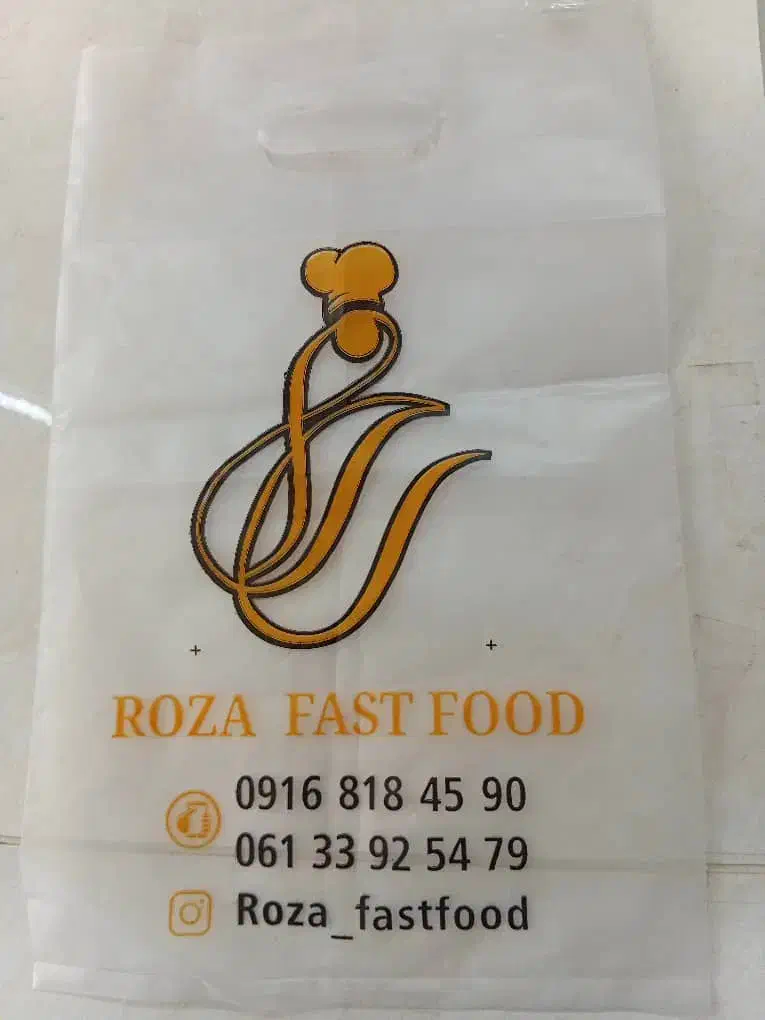 ROZA FAST FOOD
0916 818 45 90
061 33 92 54 79
Roza_fastfood